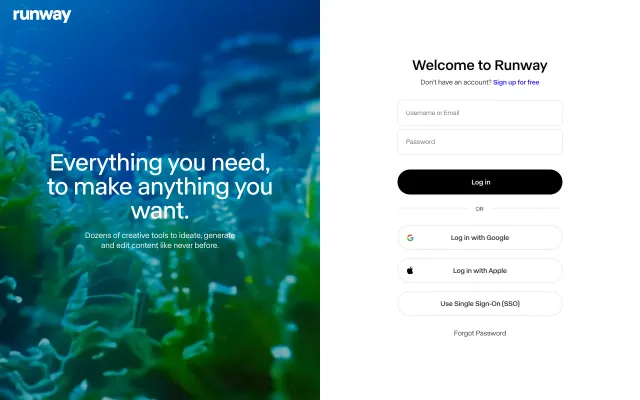 runway
Everything you need,
to make anything you
want.
Dozens of creative tools to ideate, generate
and edit content like never before.
Welcome to Runway
Don't have an account? Sign up for free
Username or Email
Password
Log in
OR
Log in with Google
Log in with Apple
Use Single Sign-On (SSO)
Forgot Password